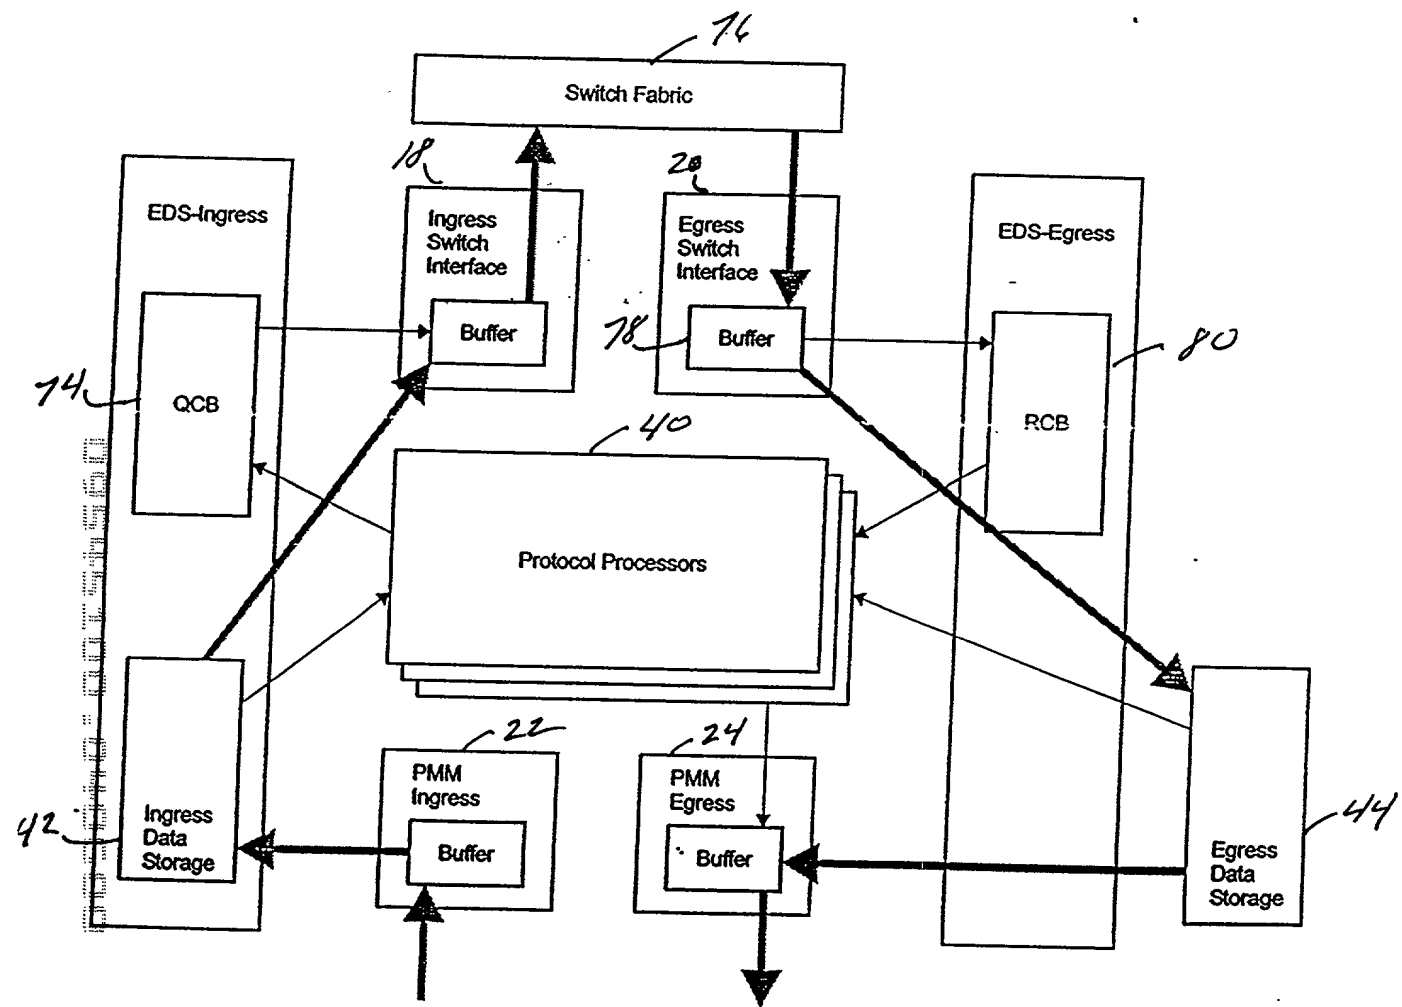 76
Switch Fabric
18
20
EDS-Ingress
Ingress
Switch
Interface
Egress
Switch
Interface
EDS-Egress
Buffer
78
Buffer
80
74
QCB
RCB
40
Protocol Processors
22
24
PMM
Ingress
PMM
Egress
42
Ingress
Data
Storage
Buffer
Buffer
44
Egress
Data
Storage